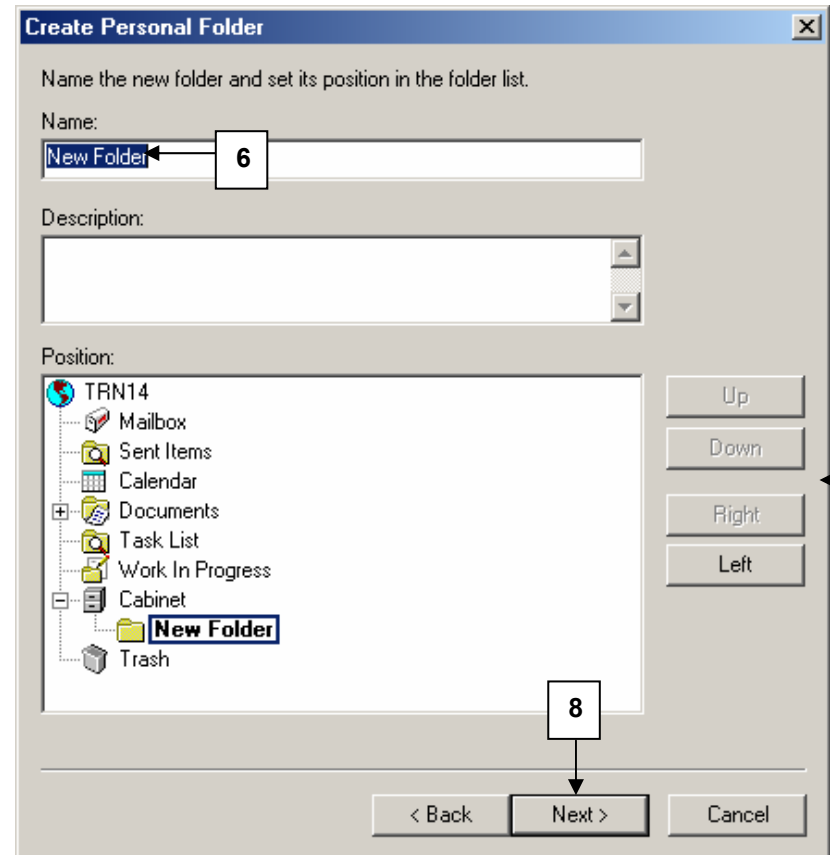 Create Personal Folder
Name the new folder and set its position in the folder list.
Name:
New Folder
6
Description:
Position:
TRN14
Mailbox
Sent Items
Calendar
Documents
Task List
Work In Progress
Cabinet
New Folder
Trash
Up
Down
Right
Left
8
< Back Next > Cancel